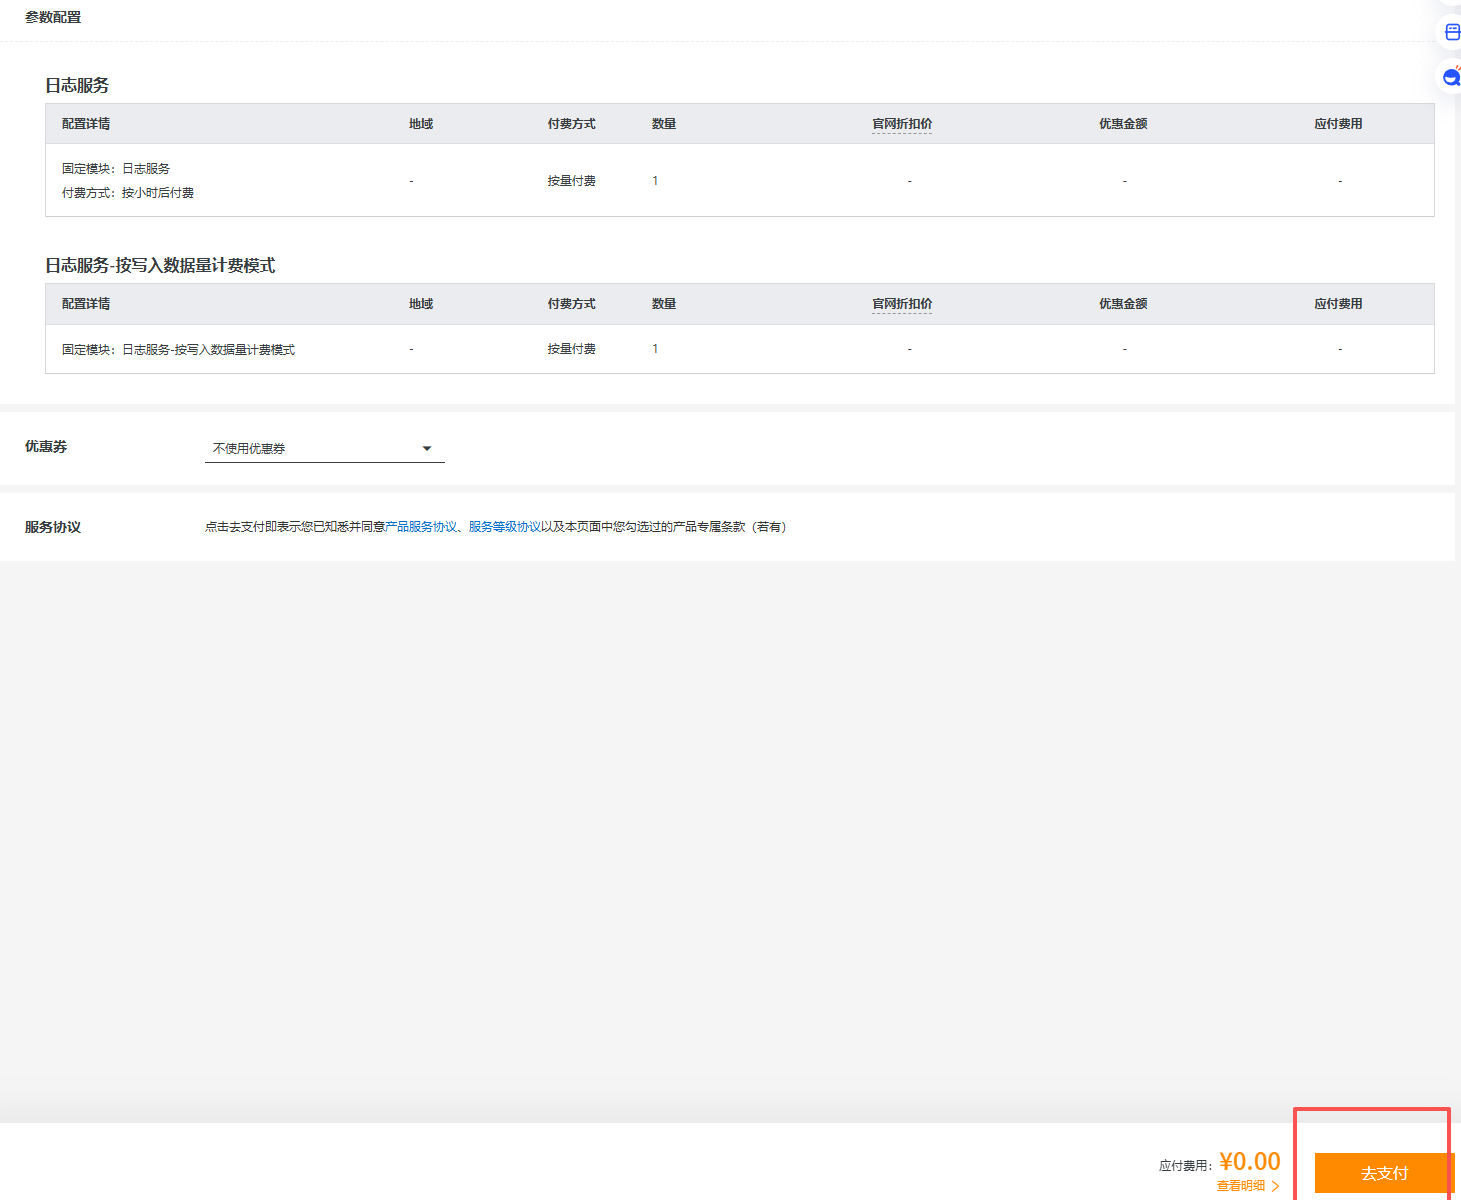 参数配置
日志服务
配置详情 地域 付费方式 数量 官网折扣价 优惠金额 应付费用
固定模块：日志服务
付费方式：按小时后付费
- 按量付费 1 - - -
日志服务-按写入数据量计费模式
配置详情 地域 付费方式 数量 官网折扣价 优惠金额 应付费用
固定模块：日志服务-按写入数据量计费模式 - 按量付费 1 - - -
优惠券 不使用优惠券
服务协议 点击去支付即表示您已知悉并同意产品服务协议、服务等级协议以及本页面中您勾选过的产品专属条款（若有）
应付费用：¥0.00
查看明细
去支付